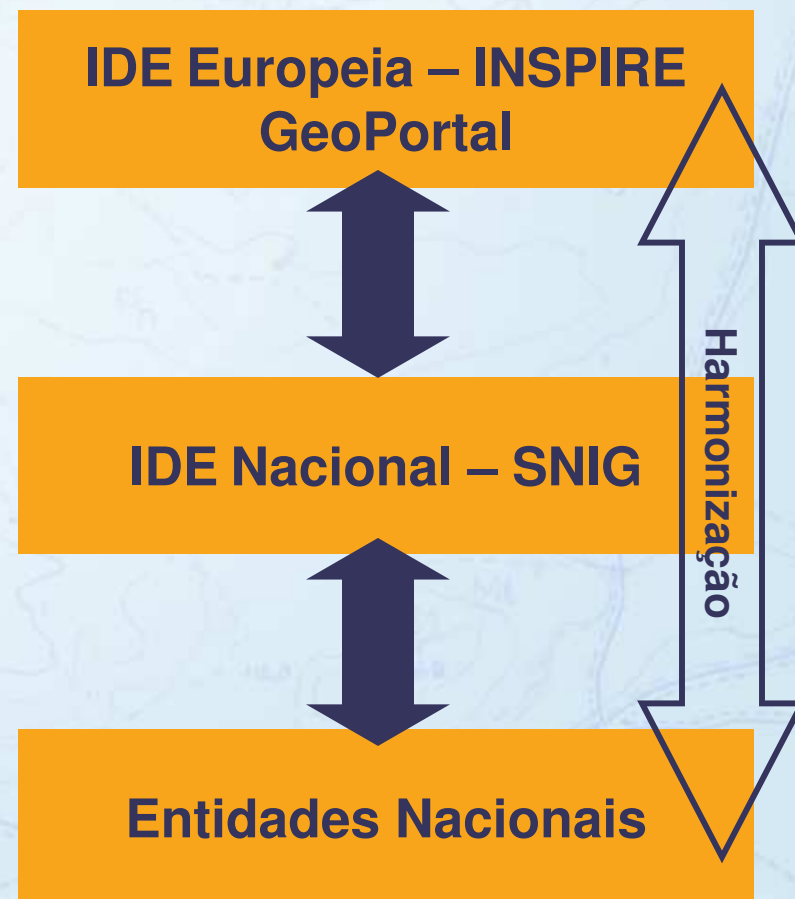 IDE Europeia – INSPIRE
GeoPortal
Harmonização
IDE Nacional – SNIG
Entidades Nacionais